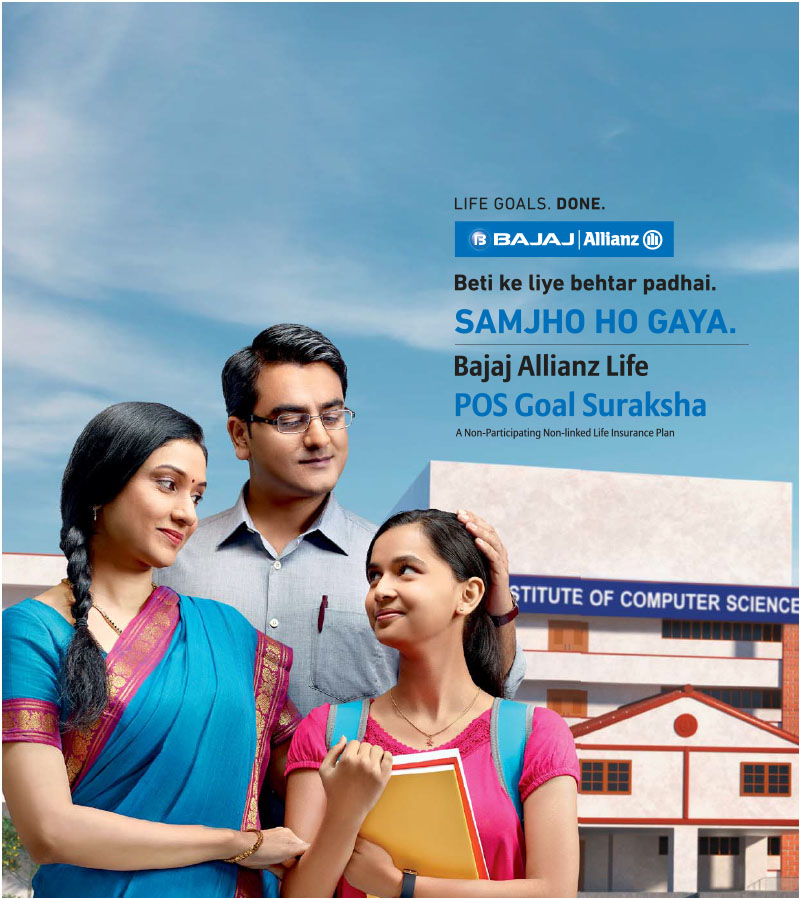 LIFE GOALS. DONE.
BAJAJ | Allianz
Beti ke liye behtar padhai.
SAMJHO HO GAYA.
Bajaj Allianz Life
POS Goal Suraksha
A Non-Participating Non-linked Life Insurance Plan
STITUTE OF COMPUTER SCIENCE